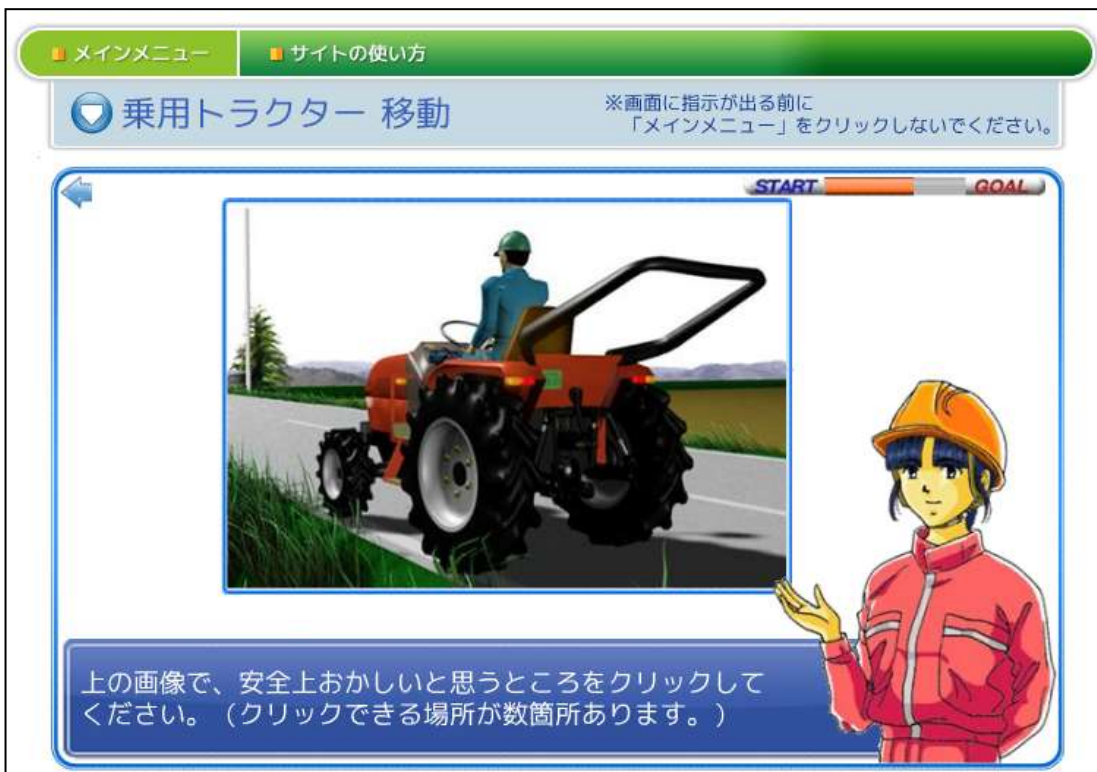 メインメニュー
サイトの使い方
乗用トラクター 移動
※画面に指示が出る前に
「メインメニュー」をクリックしないでください。
START
GOAL
上の画像で、安全上おかしいと思うところをクリックして
ください。（クリックできる場所が数箇所あります。）